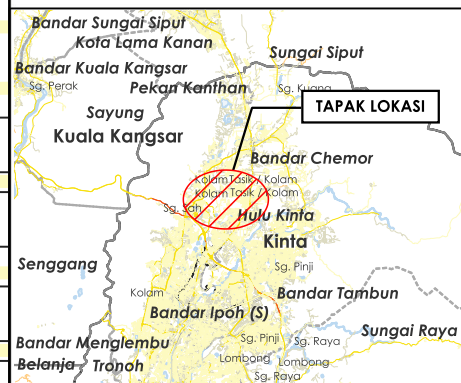 Bandar Sungai Siput
Kota Lama Kanan
Sungai Siput
Bandar Kuala Kangsar
Sg. Perak
Pekan Kanthan
Sg. Kuang
TAPAK LOKASI
Sayung
Kuala Kangsar
Bandar Chemor
Kolam Tasik / Kolam
Kolam Tasik / Kolam
Sg.
Hulu Kinta
Kinta
Senggang
Sg. Pinji
Kolam
Bandar Tambun
Bandar Ipoh (S)
Sungai Raya
Bandar Menglembu
Sg. Pinji
Sg. Raya
Belanja
Tronoh
Lombong
Lombong
Sg. Raya